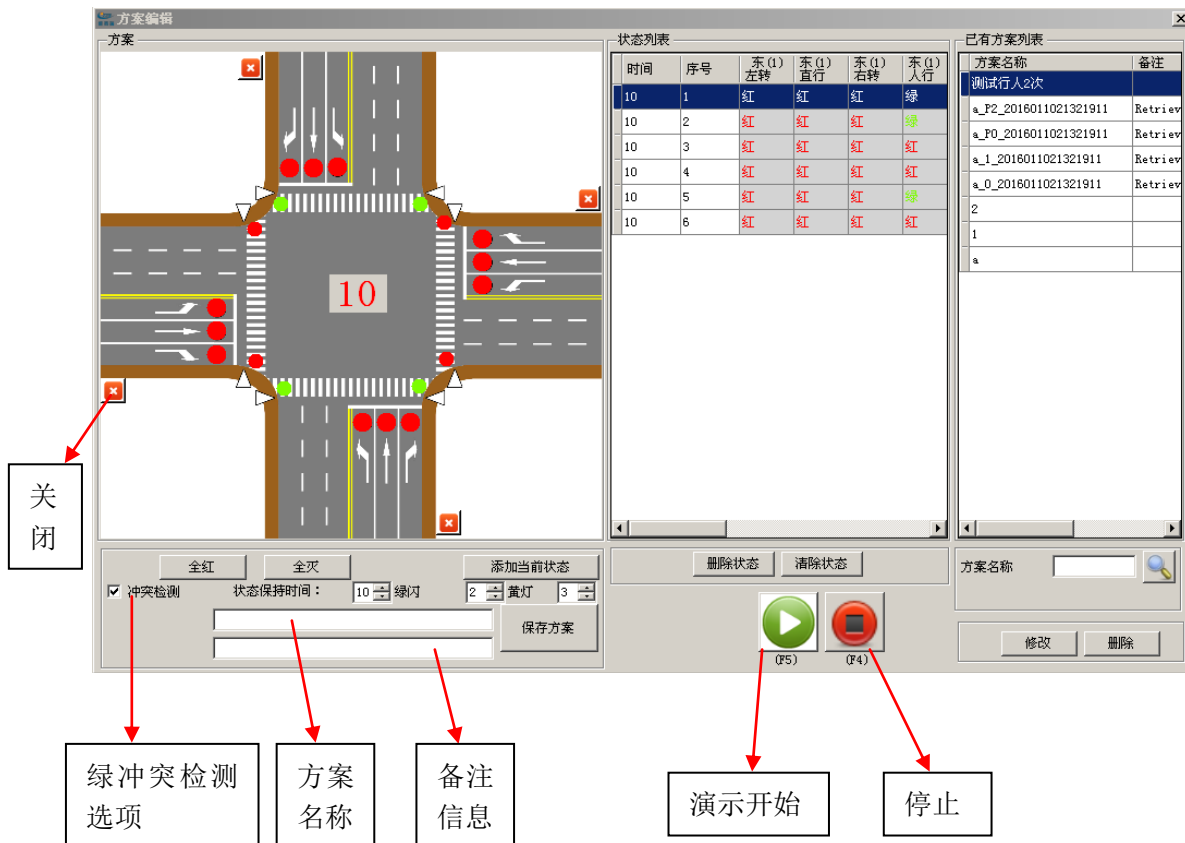 方案编辑
方案
10
全红
全灭
添加当前状态
冲突检测
状态保持时间：
10
绿闪
2
黄灯
3
保存方案
状态列表
时间 序号 东(1)左转 东(1)直行 东(1)右转 东(1)人行
10 1 红 红 红 绿
10 2 红 红 红 绿
10 3 红 红 红 红
10 4 红 红 红 红
10 5 红 红 红 绿
10 6 红 红 红 红
删除状态
清除状态
(F5)
(F4)
已有方案列表
方案名称 备注
测试行人2次
a_P2_2016011021321911 Retriev
a_P0_2016011021321911 Retriev
a_1_2016011021321911 Retriev
a_0_2016011021321911 Retriev
2
1
a
方案名称
修改
删除
关
闭
绿冲突检测
选项
方案
名称
备注
信息
演示开始
停止